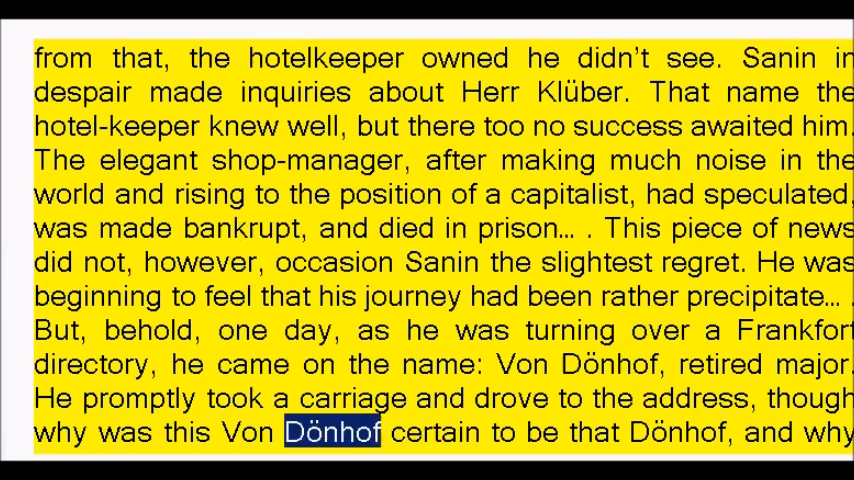 from that, the hotelkeeper owned he didn't see. Sanin in
despair made inquiries about Herr Klüber. That name the
hotel-keeper knew well, but there too no success awaited him.
The elegant shop-manager, after making much noise in the
world and rising to the position of a capitalist, had speculated,
was made bankrupt, and died in prison... . This piece of news
did not, however, occasion Sanin the slightest regret. He was
beginning to feel that his journey had been rather precipitate... .
But, behold, one day, as he was turning over a Frankfort
directory, he came on the name: Von Dönhof, retired major.
He promptly took a carriage and drove to the address, though
why was this Von Dönhof certain to be that Dönhof, and why